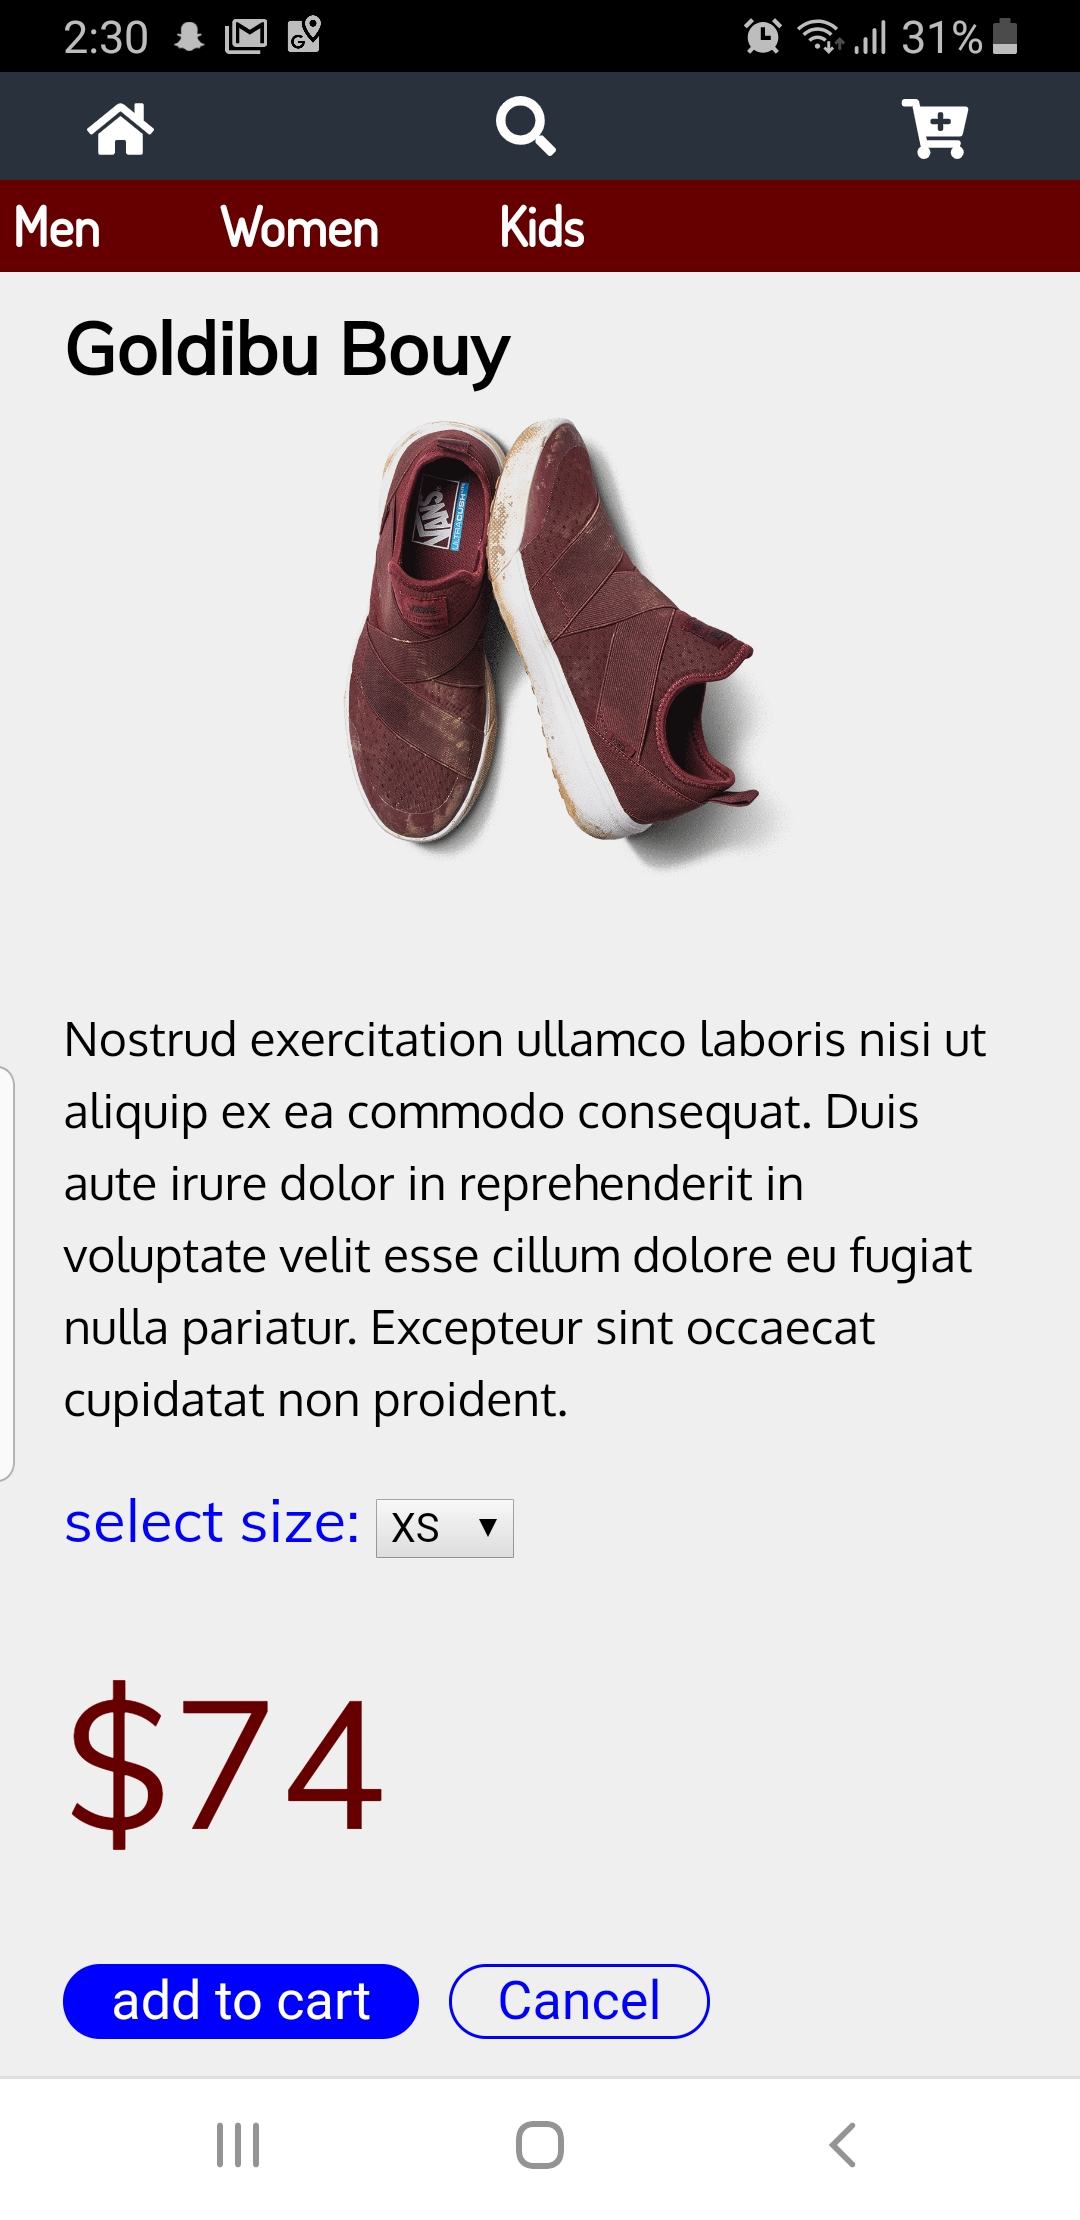 2:30 31%
Men Women Kids
Goldibu Bouy
VANS
ULTRACUSH
Nostrud exercitation ullamco laboris nisi ut
aliquip ex ea commodo consequat. Duis
aute irure dolor in reprehenderit in
voluptate velit esse cillum dolore eu fugiat
nulla pariatur. Excepteur sint occaecat
cupidatat non proident.
select size: XS
$74
add to cart Cancel